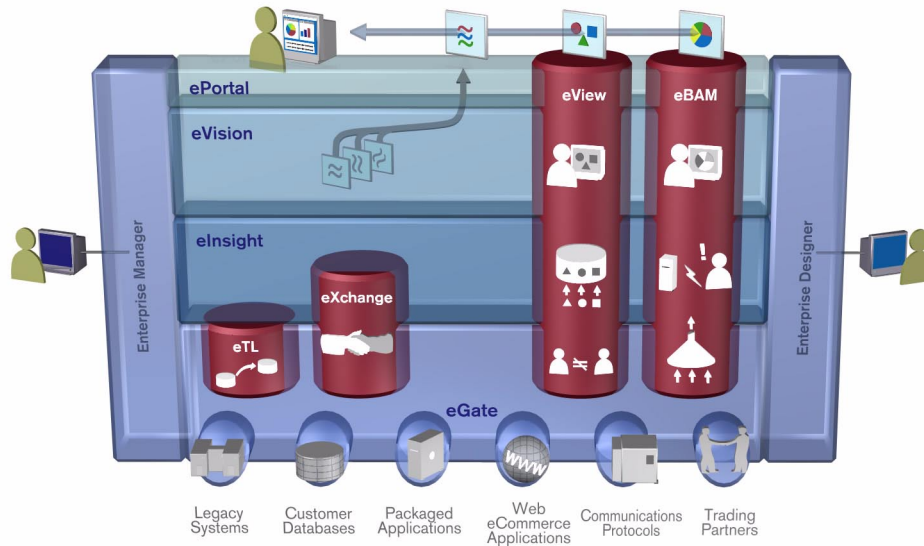 ePortal
eView
eBAM
eVision
eInsight
Enterprise Manager
Enterprise Designer
eXchange
eTL
!
≠
eGate
WWW
Legacy
Systems
Customer
Databases
Packaged
Applications
Web
eCommerce
Applications
Communications
Protocols
Trading
Partners